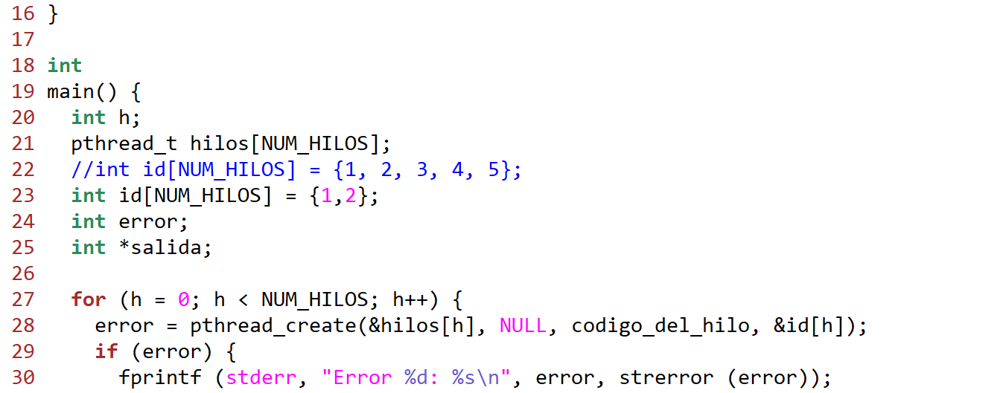 16 }
17
18 int
19 main() {
20   int h;
21   pthread_t hilos[NUM_HILOS];
22   //int id[NUM_HILOS] = {1, 2, 3, 4, 5};
23   int id[NUM_HILOS] = {1,2};
24   int error;
25   int *salida;
26
27   for (h = 0; h < NUM_HILOS; h++) {
28     error = pthread_create(&hilos[h], NULL, codigo_del_hilo, &id[h]);
29     if (error) {
30       fprintf (stderr, "Error %d: %s\n", error, strerror (error));